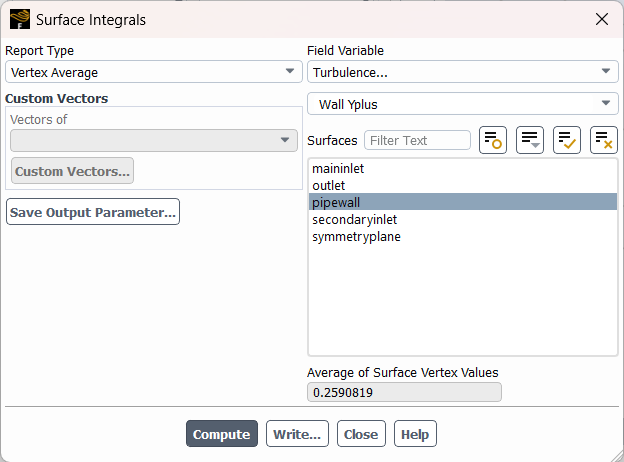 Surface Integrals
Report Type
Vertex Average
Custom Vectors
Vectors of
Custom Vectors...
Save Output Parameter...
Field Variable
Turbulence...
Wall Yplus
Surfaces
Filter Text
maininlet
outlet
pipewall
secondaryinlet
symmetryplane
Average of Surface Vertex Values
0.2590819
Compute
Write...
Close
Help